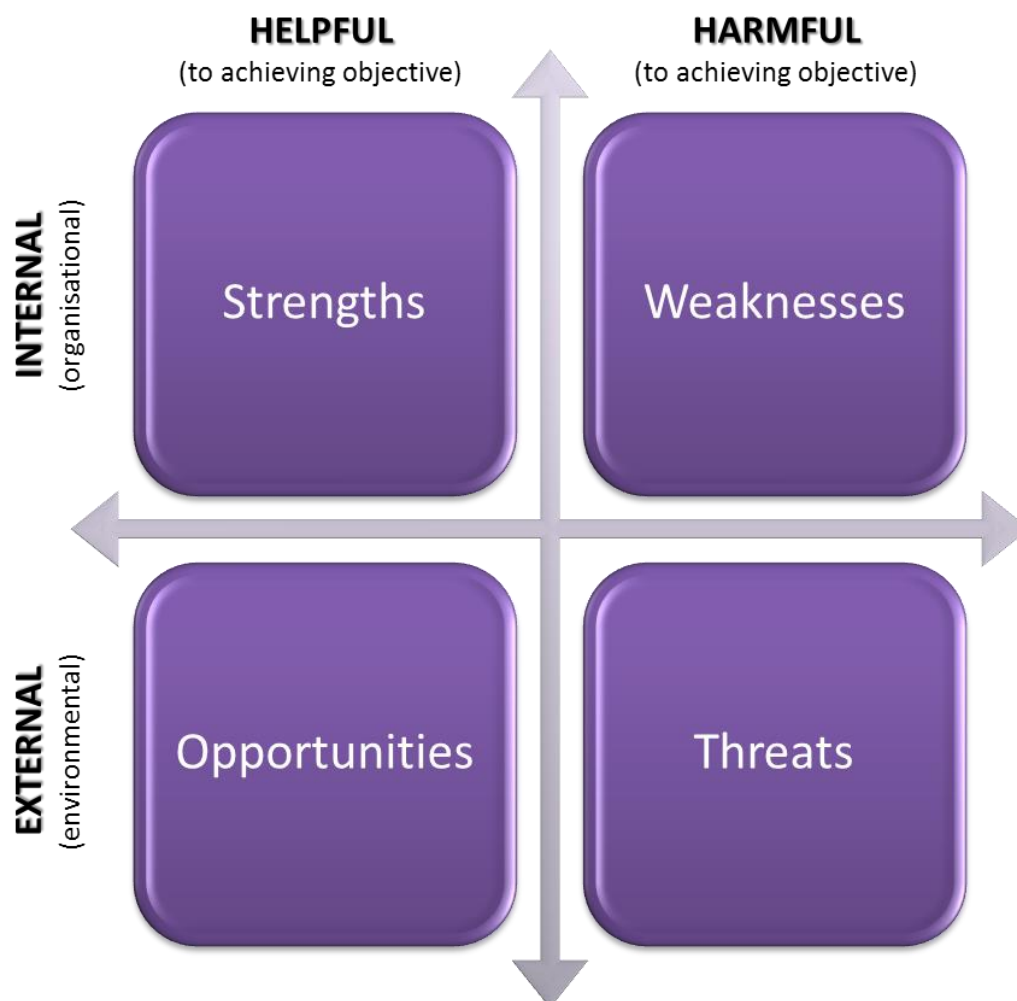 HELPFUL
(to achieving objective)
HARMFUL
(to achieving objective)
INTERNAL
(organisational)
Strengths
Weaknesses
EXTERNAL
(environmental)
Opportunities
Threats